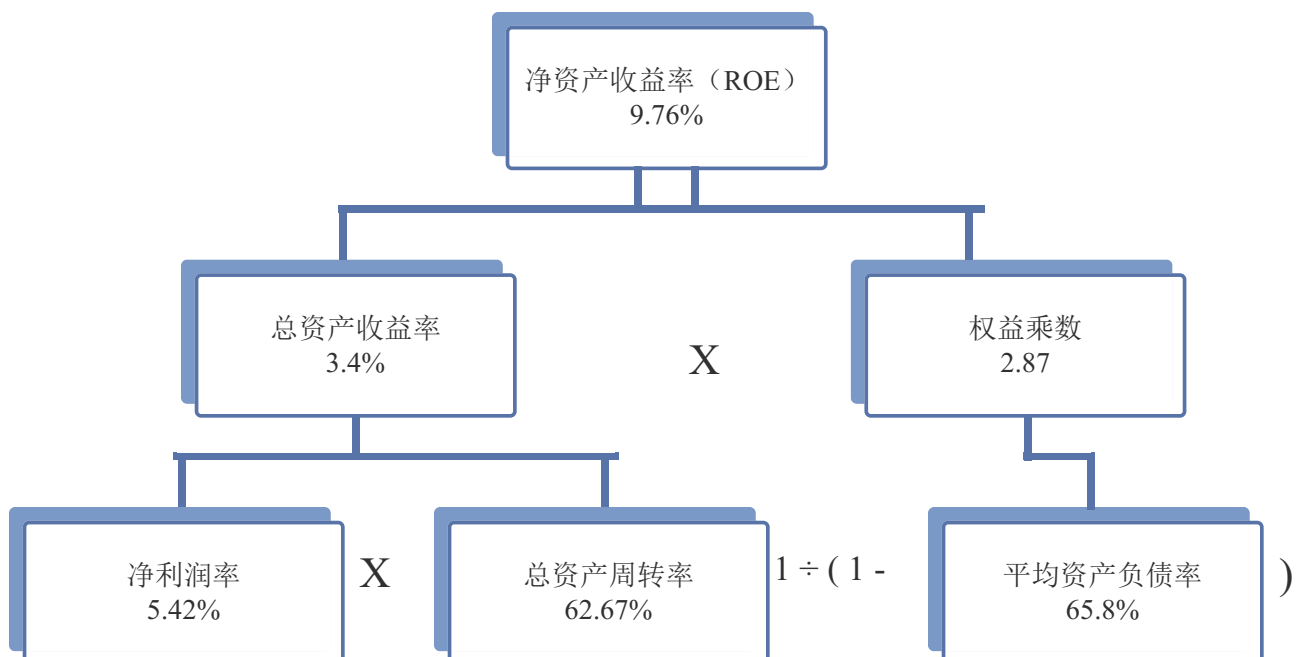 净资产收益率（ROE）
9.76%
总资产收益率
3.4%
X
权益乘数
2.87
净利润率
5.42%
X
总资产周转率
62.67%
1 ÷ ( 1 -
平均资产负债率
65.8%
)